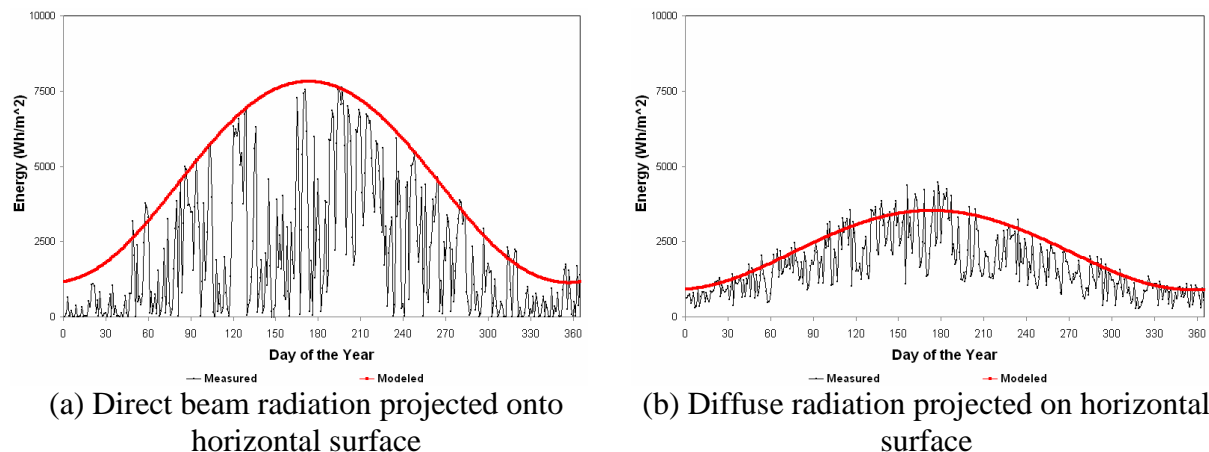 10000
7500
5000
2500
0
Energy (Wh/m^2)
0 30 60 90 120 150 180 210 240 270 300 330 360
Day of the Year
Measured Modeled
(a) Direct beam radiation projected onto
horizontal surface
10000
7500
5000
2500
0
Energy (Wh/m^2)
0 30 60 90 120 150 180 210 240 270 300 330 360
Day of the Year
Measured Modeled
(b) Diffuse radiation projected on horizontal
surface